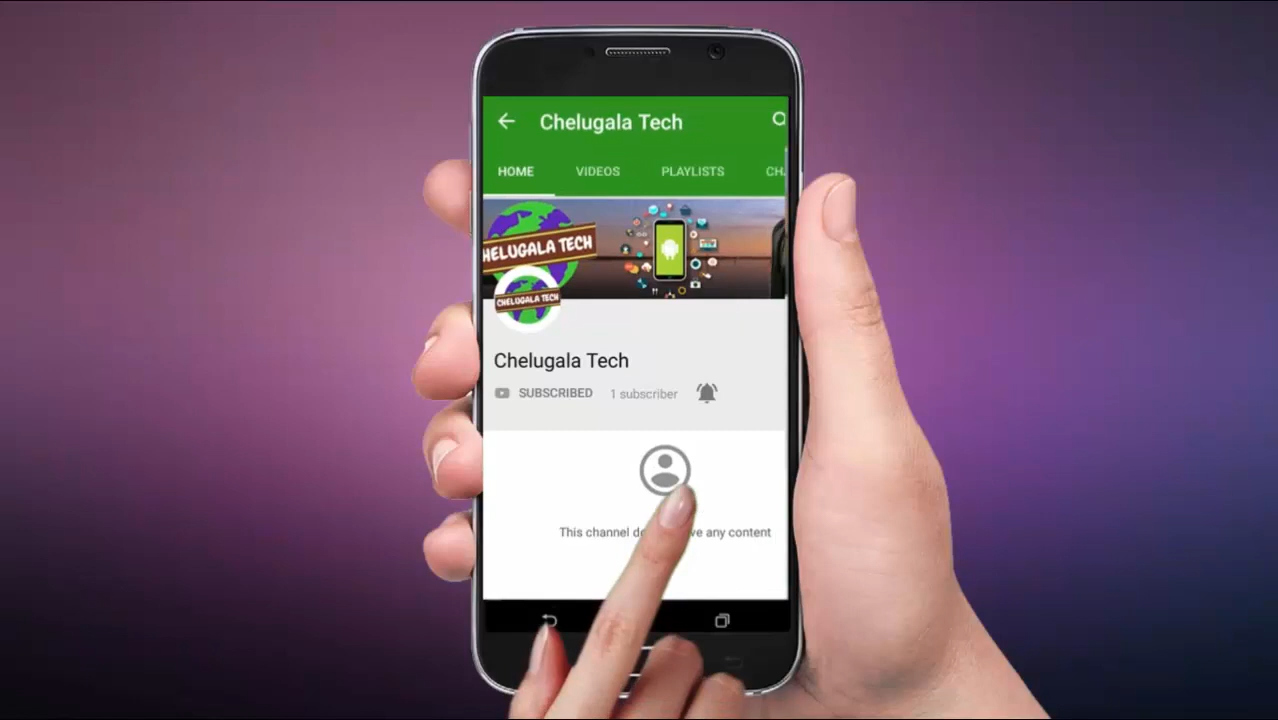 Chelugala Tech
HOME VIDEOS PLAYLISTS CH
HELUGALA TECH
CHELUGALA TECH
Chelugala Tech
SUBSCRIBED 1 subscriber
This channel do ve any content